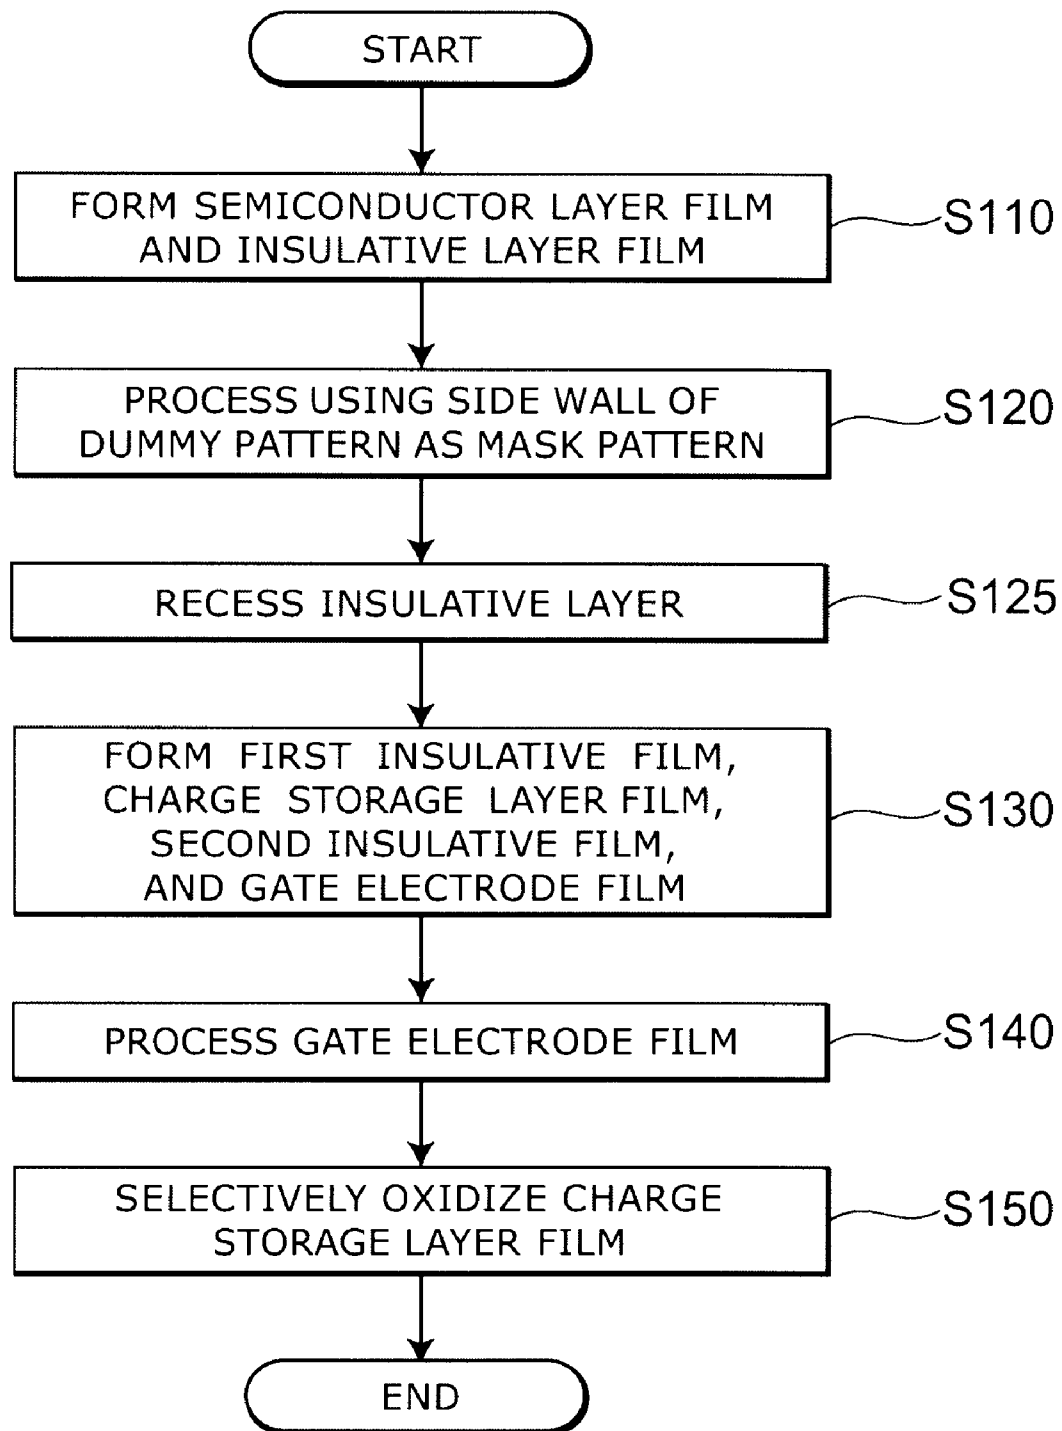 START
FORM SEMICONDUCTOR LAYER FILM
AND INSULATIVE LAYER FILM
S110
PROCESS USING SIDE WALL OF
DUMMY PATTERN AS MASK PATTERN
S120
RECESS INSULATIVE LAYER
S125
FORM FIRST INSULATIVE FILM,
CHARGE STORAGE LAYER FILM,
SECOND INSULATIVE FILM,
AND GATE ELECTRODE FILM
S130
PROCESS GATE ELECTRODE FILM
S140
SELECTIVELY OXIDIZE CHARGE
STORAGE LAYER FILM
S150
END